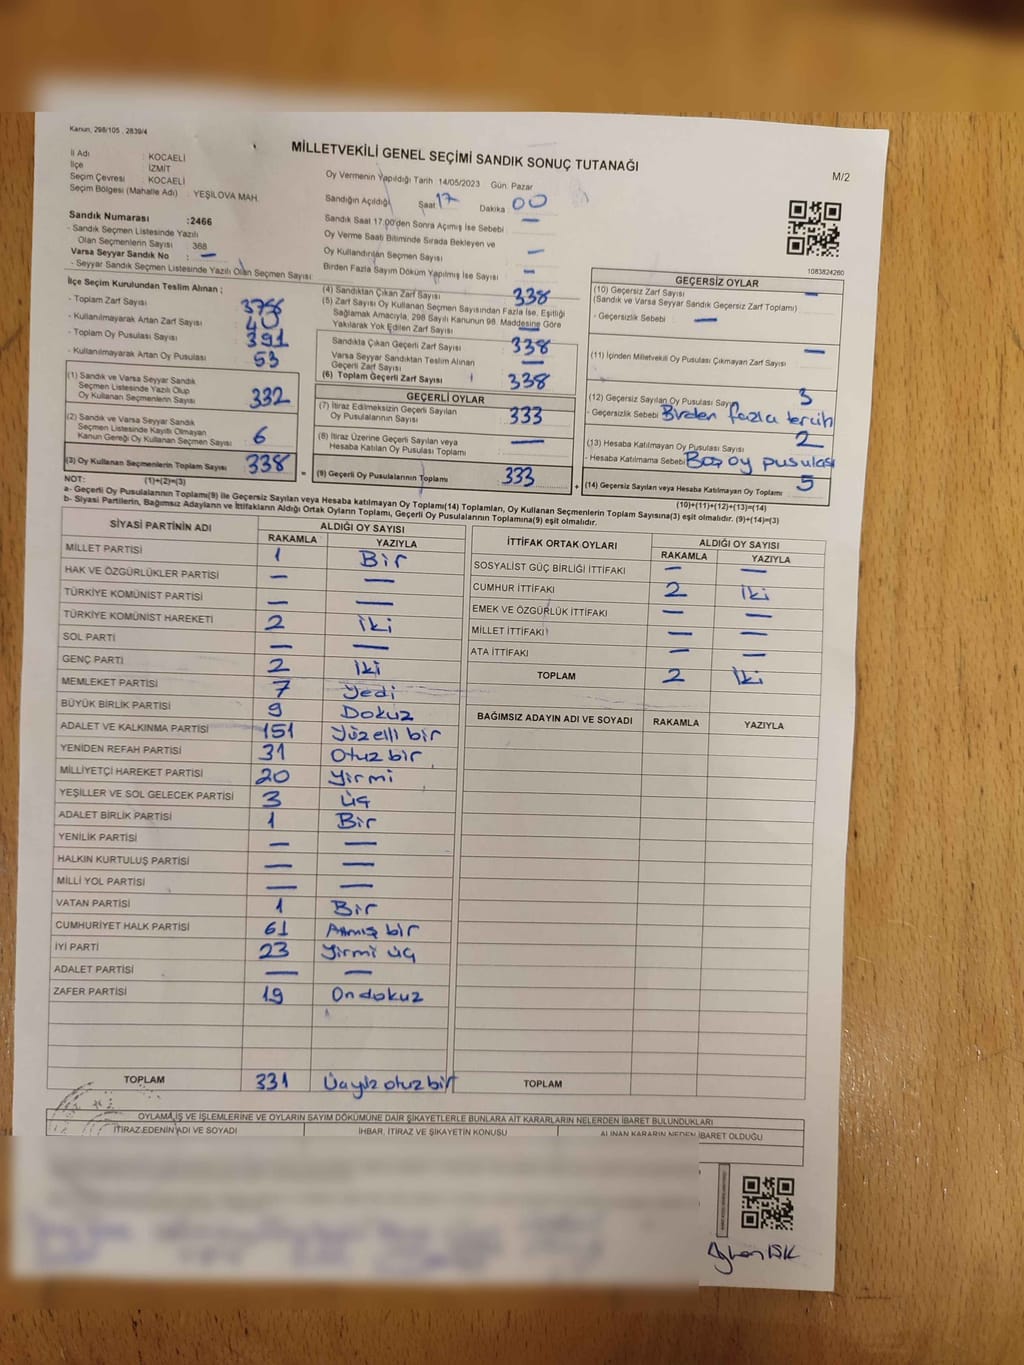 Kanun, 298/105 , 2839/4
MİLLETVEKİLİ GENEL SEÇİMİ SANDIK SONUÇ TUTANAĞI
M/2
İl Adı : KOCAELİ
İlçe İZMİT
Seçim Çevresi : KOCAELİ
Seçim Bölgesi (Mahalle Adı) : YEŞİLOVA MAH.
Oy Vermenin Yapıldığı Tarih 14/05/2023 Gün: Pazar
Sandığın Açıldığı Saat 17 Dakika 00
Sandık Saat 17.00'den Sonra Açılmış İse Sebebi : —
Oy Verme Saati Bitiminde Sırada Bekleyen ve
Oy Kullandırılan Seçmen Sayısı : —
Birden Fazla Sayım Döküm Yapılmış İse Sayısı : —
Sandık Numarası :2466
- Sandık Seçmen Listesinde Yazılı
Olan Seçmenlerin Sayısı : 368
Varsa Seyyar Sandık No : —
- Seyyar Sandık Seçmen Listesinde Yazılı Olan Seçmen Sayısı:
1083824260
İlçe Seçim Kurulundan Teslim Alınan ;
- Toplam Zarf Sayısı
- Kullanılmayarak Artan Zarf Sayısı : 40
- Toplam Oy Pusulası Sayısı : 391
- Kullanılmayarak Artan Oy Pusulası : 53
(1) Sandık ve Varsa Seyyar Sandık
Seçmen Listesinde Yazılı Olup
Oy Kullanan Seçmen Sayısı : 332
(2) Sandık ve Varsa Seyyar Sandık
Seçmen Listesinde Kayıtlı Olmayan
Kanun Gereği Oy Kullanan Seçmen Sayısı : 6
(3) Oy Kullanan Seçmenlerin Toplam Sayısı : 338
(1)+(2)=(3)
(4) Sandıktan Çıkan Zarf Sayısı : 338
(5) Zarf Sayısı Oy Kullanan Seçmen Sayısından Fazla İse, Eşitliği
Sağlamak Amacıyla, 298 Sayılı Kanunun 98. Maddesine Göre
Yakılarak Yok Edilen Zarf Sayısı : —
Sandıkta Çıkan Geçerli Zarf Sayısı : 338
Varsa Seyyar Sandıktan Teslim Alınan
Geçerli Zarf Sayısı : —
(6) Toplam Geçerli Zarf Sayısı : 338
GEÇERLİ OYLAR
(7) İtiraz Edilmeksizin Geçerli Sayılan
Oy Pusulalarının Sayısı : 333
(8) İtiraz Üzerine Geçerli Sayılan veya
Hesaba Katılan Oy Pusulası Toplamı : —
= (9) Geçerli Oy Pusulalarının Toplamı : 333
GEÇERSİZ OYLAR
(10) Geçersiz Zarf Sayısı : —
(Sandık ve Varsa Seyyar Sandık Geçersiz Zarf Toplamı)
- Geçersizlik Sebebi : —
(11) İçinden Milletvekili Oy Pusulası Çıkmayan Zarf Sayısı : —
(12) Geçersiz Sayılan Oy Pusulası Sayısı : 3
- Geçersizlik Sebebi : Birden fazla tercih
(13) Hesaba Katılmayan Oy Pusulası Sayısı : 2
- Hesaba Katılmama Sebebi : Boş oy pusulası
+ (14) Geçersiz Sayılan veya Hesaba Katılmayan Oy Toplamı : 5
(10)+(11)+(12)+(13)=(14)
NOT:
a- Geçerli Oy Pusulalarının Toplamı(9) ile Geçersiz Sayılan veya Hesaba katılmayan Oy Toplamı(14) Toplamları, Oy Kullanan Seçmenlerin Toplam Sayısına(3) eşit olmalıdır. (9)+(14)=(3)
b- Siyasi Partilerin, Bağımsız Adayların ve İttifakların Aldığı Ortak Oyların Toplamı, Geçerli Oy Pusulalarının Toplamına(9) eşit olmalıdır.
SİYASİ PARTİNİN ADI ALDIĞI OY SAYISI
RAKAMLA YAZIYLA
MİLLET PARTİSİ 1 Bir
HAK VE ÖZGÜRLÜKLER PARTİSİ — —
TÜRKİYE KOMÜNİST PARTİSİ — —
TÜRKİYE KOMÜNİST HAREKETİ 2 iki
SOL PARTİ — —
GENÇ PARTİ 2 İki
MEMLEKET PARTİSİ 7 Yedi
BÜYÜK BİRLİK PARTİSİ 9 Dokuz
ADALET VE KALKINMA PARTİSİ 151 Yüzelli bir
YENİDEN REFAH PARTİSİ 31 Otuz bir
MİLLİYETÇİ HAREKET PARTİSİ 20 Yirmi
YEŞİLLER VE SOL GELECEK PARTİSİ 3 üç
ADALET BİRLİK PARTİSİ 1 Bir
YENİLİK PARTİSİ — —
HALKIN KURTULUŞ PARTİSİ — —
MİLLİ YOL PARTİSİ — —
VATAN PARTİSİ 1 Bir
CUMHURİYET HALK PARTİSİ 61 Atmış bir
İYİ PARTİ 23 Yirmi üç
ADALET PARTİSİ — —
ZAFER PARTİSİ 19 On dokuz
TOPLAM 331 Üçyüz otuz bir
İTTİFAK ORTAK OYLARI ALDIĞI OY SAYISI
RAKAMLA YAZIYLA
SOSYALİST GÜÇ BİRLİĞİ İTTİFAKI — —
CUMHUR İTTİFAKI 2 İki
EMEK VE ÖZGÜRLÜK İTTİFAKI — —
MİLLET İTTİFAKI — —
ATA İTTİFAKI — —
TOPLAM 2 İki
BAĞIMSIZ ADAYIN ADI VE SOYADI RAKAMLA YAZIYLA
TOPLAM
OYLAMA İŞ VE İŞLEMLERİNE VE OYLARIN SAYIM DÖKÜMÜNE DAİR ŞİKAYETLERLE BUNLARA AİT KARARLARIN NELERDEN İBARET BULUNDUKLARI
İTİRAZ EDENİN ADI VE SOYADI İHBAR, İTİRAZ VE ŞİKAYETİN KONUSU ALINAN KARARIN NEDEN İBARET OLDUĞU